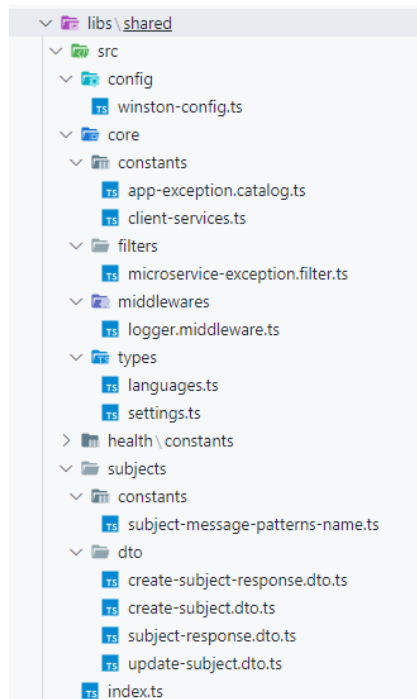 libs\shared
src
config
TS winston-config.ts
core
constants
TS app-exception.catalog.ts
TS client-services.ts
filters
TS microservice-exception.filter.ts
middlewares
TS logger.middleware.ts
types
TS languages.ts
TS settings.ts
health\constants
subjects
constants
TS subject-message-patterns-name.ts
dto
TS create-subject-response.dto.ts
TS create-subject.dto.ts
TS subject-response.dto.ts
TS update-subject.dto.ts
TS index.ts